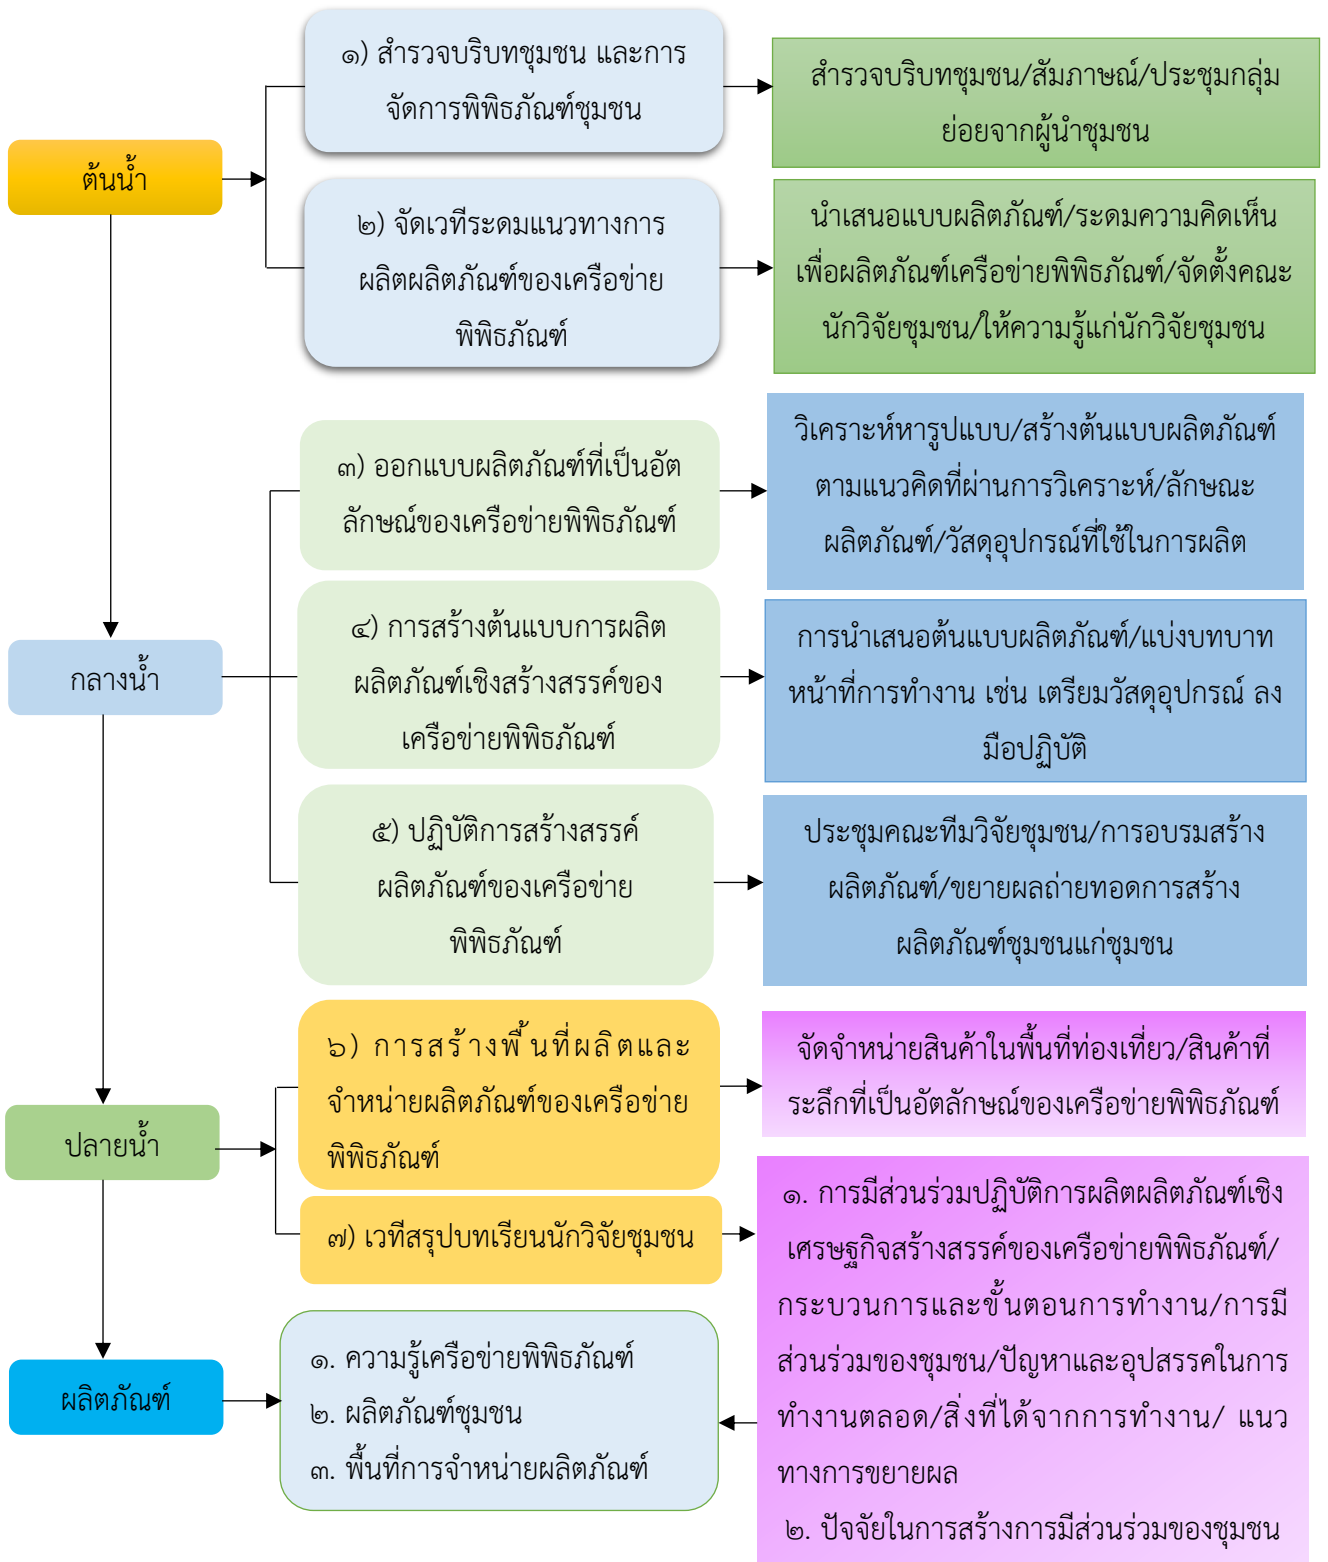 ๑) สำรวจบริบทชุมชน และการ
จัดการพิพิธภัณฑ์ชุมชน
สำรวจบริบทชุมชน/สัมภาษณ์/ประชุมกลุ่ม
ย่อยจากผู้นำชุมชน
ต้นน้ำ
๒) จัดเวทีระดมแนวทางการ
ผลิตผลิตภัณฑ์ของเครือข่าย
พิพิธภัณฑ์
นำเสนอแบบผลิตภัณฑ์/ระดมความคิดเห็น
เพื่อผลิตภัณฑ์เครือข่ายพิพิธภัณฑ์/จัดตั้งคณะ
นักวิจัยชุมชน/ให้ความรู้แก่นักวิจัยชุมชน
๓) ออกแบบผลิตภัณฑ์ที่เป็นอัต
ลักษณ์ของเครือข่ายพิพิธภัณฑ์
วิเคราะห์หารูปแบบ/สร้างต้นแบบผลิตภัณฑ์
ตามแนวคิดที่ผ่านการวิเคราะห์/ลักษณะ
ผลิตภัณฑ์/วัสดุอุปกรณ์ที่ใช้ในการผลิต
กลางน้ำ
๔) การสร้างต้นแบบการผลิต
ผลิตภัณฑ์เชิงสร้างสรรค์ของ
เครือข่ายพิพิธภัณฑ์
การนำเสนอต้นแบบผลิตภัณฑ์/แบ่งบทบาท
หน้าที่การทำงาน เช่น เตรียมวัสดุอุปกรณ์ ลง
มือปฏิบัติ
๕) ปฏิบัติการสร้างสรรค์
ผลิตภัณฑ์ของเครือข่าย
พิพิธภัณฑ์
ประชุมคณะทีมวิจัยชุมชน/การอบรมสร้าง
ผลิตภัณฑ์/ขยายผลถ่ายทอดการสร้าง
ผลิตภัณฑ์ชุมชนแก่ชุมชน
๖) การสร้างพื้นที่ผลิตและ
จำหน่ายผลิตภัณฑ์ของเครือข่าย
พิพิธภัณฑ์
จัดจำหน่ายสินค้าในพื้นที่ท่องเที่ยว/สินค้าที่
ระลึกที่เป็นอัตลักษณ์ของเครือข่ายพิพิธภัณฑ์
ปลายน้ำ
๗) เวทีสรุปบทเรียนนักวิจัยชุมชน
๑. การมีส่วนร่วมปฏิบัติการผลิตผลิตภัณฑ์เชิง
เศรษฐกิจสร้างสรรค์ของเครือข่ายพิพิธภัณฑ์/
กระบวนการและขั้นตอนการทำงาน/การมี
ส่วนร่วมของชุมชน/ปัญหาและอุปสรรคในการ
ทำงานตลอด/สิ่งที่ได้จากการทำงาน/ แนว
ทางการขยายผล
๒. ปัจจัยในการสร้างการมีส่วนร่วมของชุมชน
ผลิตภัณฑ์
๑. ความรู้เครือข่ายพิพิธภัณฑ์
๒. ผลิตภัณฑ์ชุมชน
๓. พื้นที่การจำหน่ายผลิตภัณฑ์